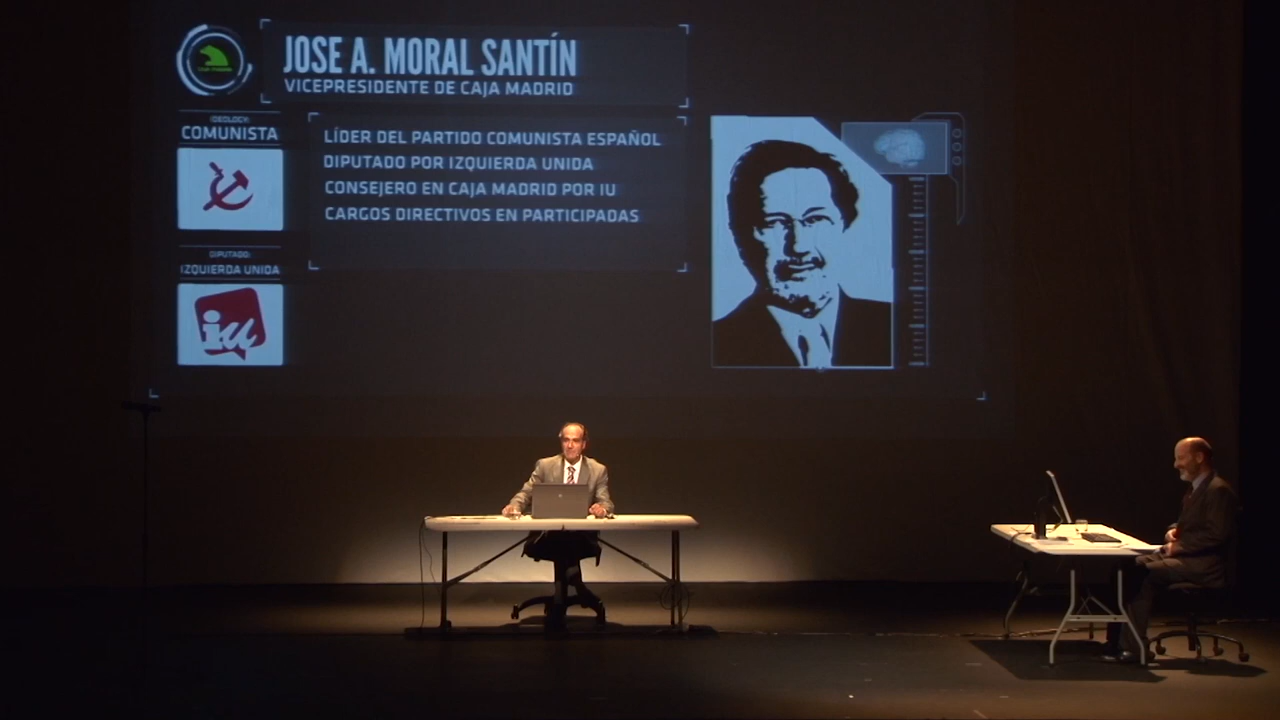 JOSE A. MORAL SANTÍN
VICEPRESIDENTE DE CAJA MADRID
IDEOLOGY:
COMUNISTA
LÍDER DEL PARTIDO COMUNISTA ESPAÑOL
DIPUTADO POR IZQUIERDA UNIDA
CONSEJERO EN CAJA MADRID POR IU
CARGOS DIRECTIVOS EN PARTICIPADAS
DIPUTADO:
IZQUIERDA UNIDA
iu